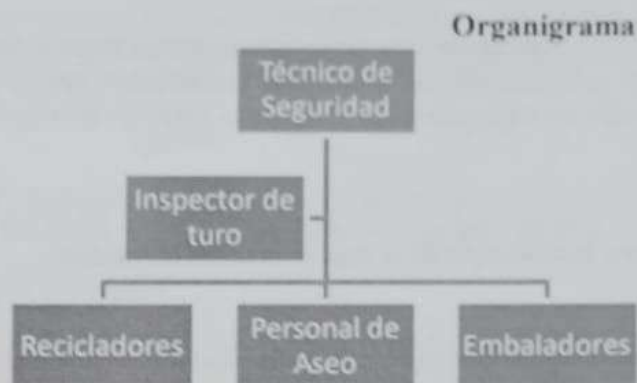 Organigrama
Técnico de
Seguridad
Inspector de
turo
Recicladores
Personal de
Aseo
Embaladores